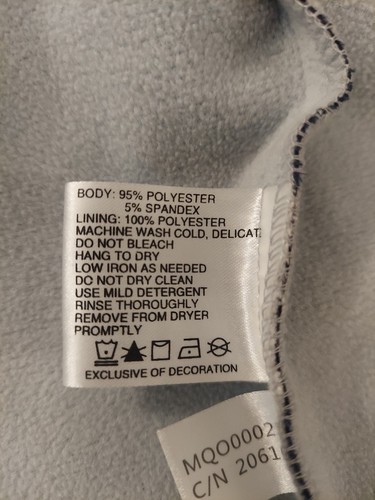 BODY: 95% POLYESTER
5% SPANDEX
LINING: 100% POLYESTER
MACHINE WASH COLD, DELICAT
DO NOT BLEACH
HANG TO DRY
LOW IRON AS NEEDED
DO NOT DRY CLEAN
USE MILD DETERGENT
RINSE THOROUGHLY
REMOVE FROM DRYER
PROMPTLY
EXCLUSIVE OF DECORATION
MQO0002
C/N 2061